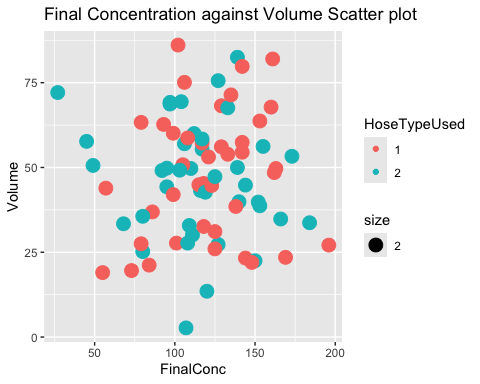 Final Concentration against Volume Scatter plot
Volume
75
50
25
0
50
100
150
200
FinalConc
HoseTypeUsed
1
2
size
2